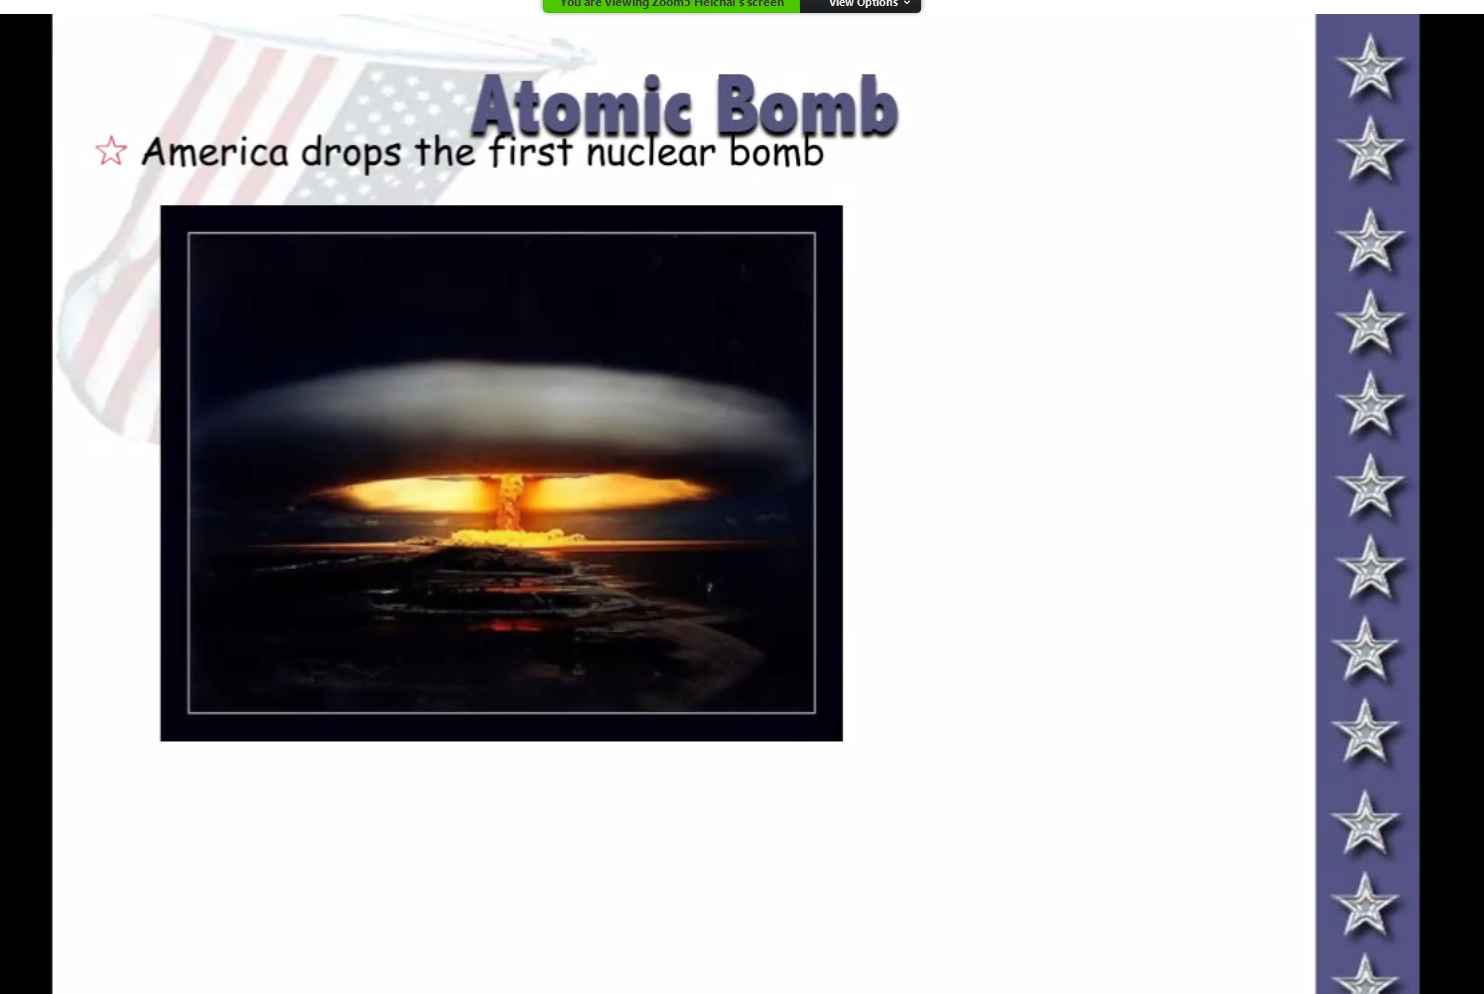 You are viewing Zoom5 Heichal's screen
View Options
Atomic Bomb
America drops the first nuclear bomb